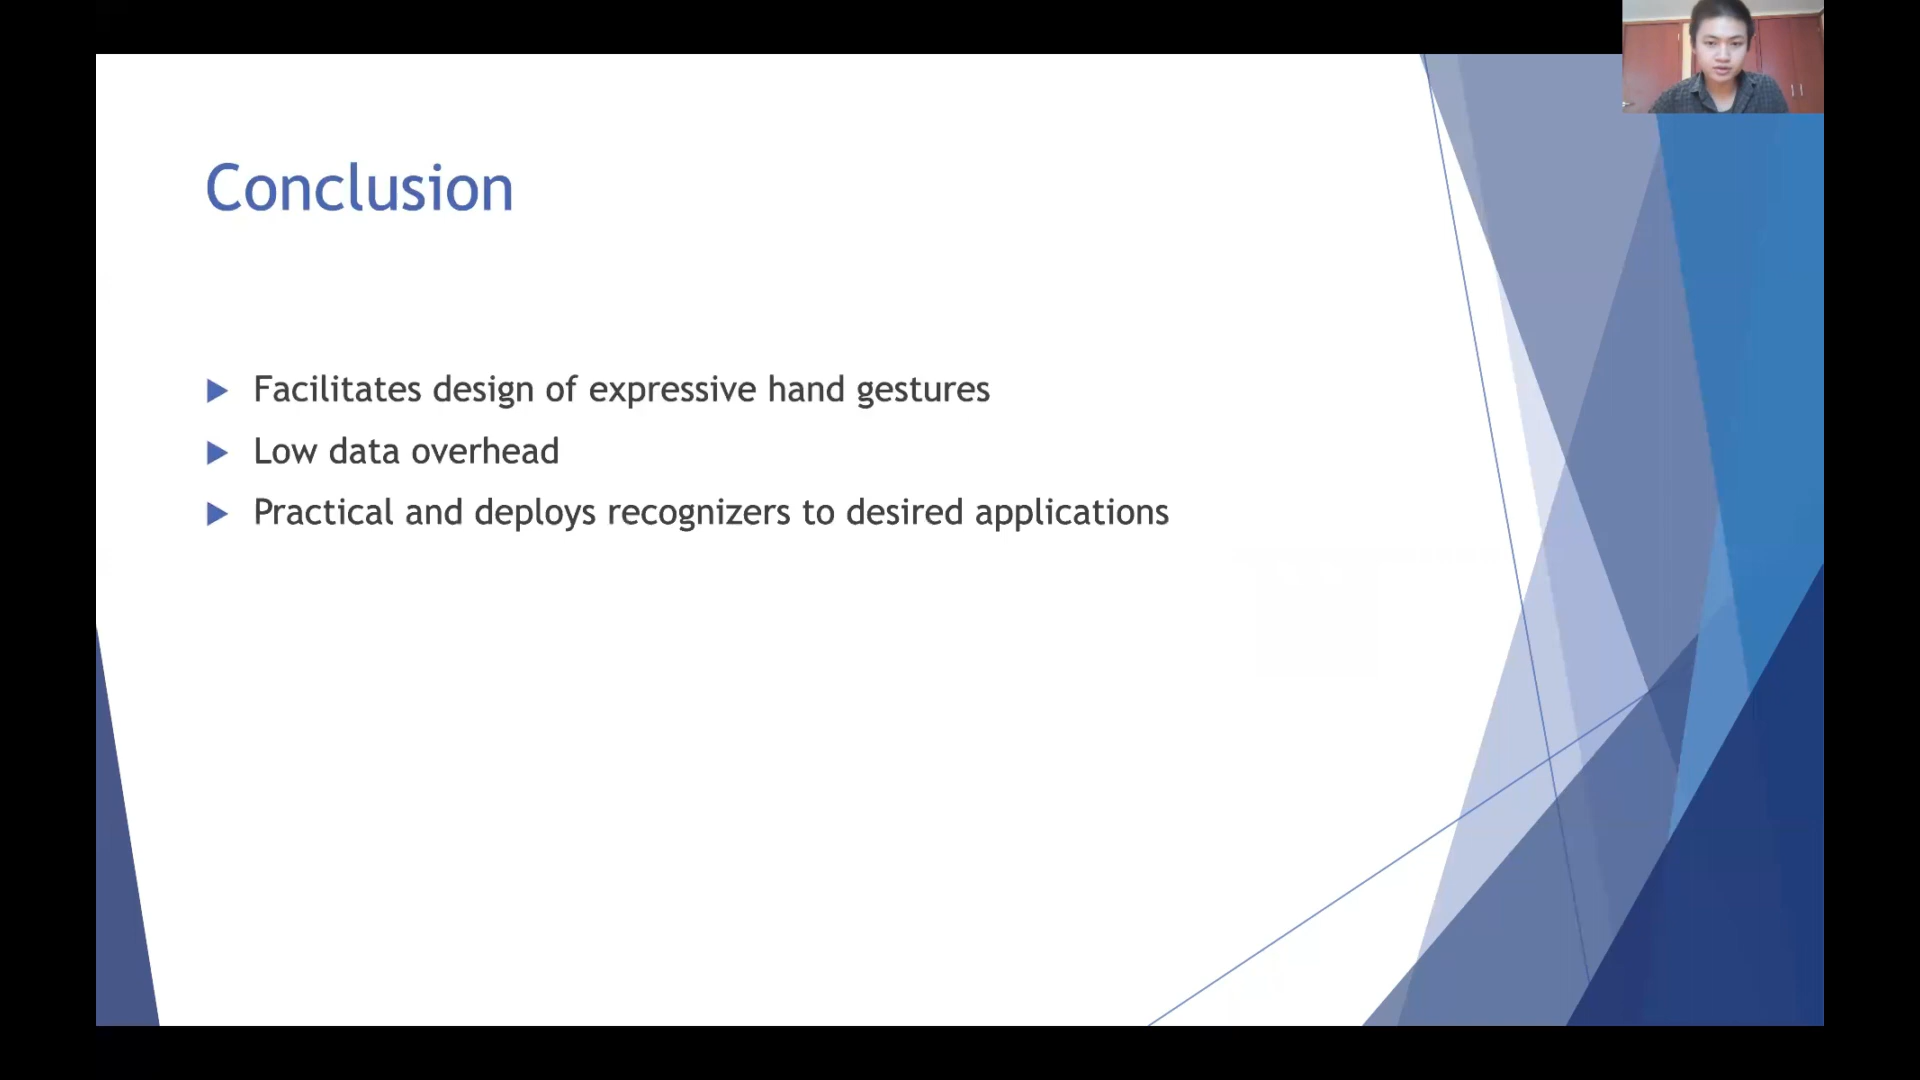 Conclusion
Facilitates design of expressive hand gestures
Low data overhead
Practical and deploys recognizers to desired applications